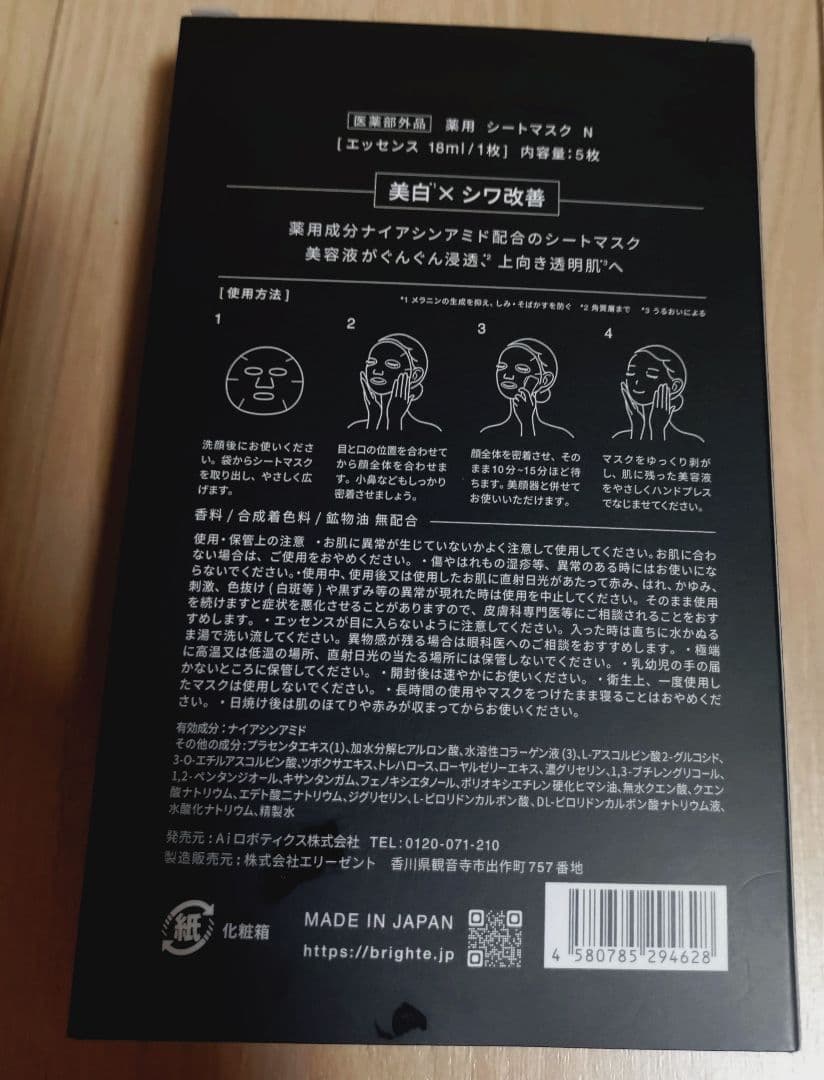 医薬部外品 薬用 シートマスク N
[エッセンス 18ml/1枚] 内容量：5枚
美白*1×シワ改善
薬用成分ナイアシンアミド配合のシートマスク
美容液がぐんぐん浸透、*2 上向き透明肌*3へ
[使用方法]
*1 メラニンの生成を抑え、しみ・そばかすを防ぐ *2 角質層まで *3 うるおいによる
1
洗顔後にお使いくださ
い。袋からシートマスク
を取り出し、やさしく広
げます。
2
目と口の位置を合わせて
から顔全体を合わせま
す。小鼻などもしっかり
密着させましょう。
3
顔全体を密着させ、その
まま10分~15分ほど待
ちます。美顔器と併せて
お使いいただけます。
4
マスクをゆっくり剥が
し、肌に残った美容液
をやさしくハンドプレス
でなじませてください。
香料/合成着色料/鉱物油 無配合
使用・保管上の注意 ・お肌に異常が生じていないかよく注意して使用してください。お肌に合わ
ない場合は、ご使用をおやめください。・傷やはれもの湿疹等、異常のある時にはお使いにな
らないでください。・使用中、使用後又は使用したお肌に直射日光があたって赤み、はれ、かゆみ、
刺激、色抜け(白斑等)や黒ずみ等の異常が現れた時は使用を中止してください。そのまま使用
を続けますと症状を悪化させることがありますので、皮膚科専門医等にご相談されることをおす
すめします。・エッセンスが目に入らないように注意してください。入った時は直ちに水かぬる
ま湯で洗い流してください。異物感が残る場合は眼科医へのご相談をおすすめします。・極端
に高温又は低温の場所、直射日光の当たる場所には保管しないでください。・乳幼児の手の届
かないところに保管してください。・開封後は速やかにお使いください。・衛生上、一度使用し
たマスクは使用しないでください。・長時間の使用やマスクをつけたまま寝ることはおやめくだ
さい。・日焼け後は肌のほてりや赤みが収まってからお使いください。
有効成分：ナイアシンアミド
その他の成分：プラセンタエキス(1)、加水分解ヒアルロン酸、水溶性コラーゲン液(3)、L-アスコルビン酸2-グルコシド、
3-O-エチルアスコルビン酸、ツボクサエキス、トレハロース、ローヤルゼリーエキス、濃グリセリン、1,3-ブチレングリコール、
1,2-ペンタンジオール、キサンタンガム、フェノキシエタノール、ポリオキシエチレン硬化ヒマシ油、無水クエン酸、クエン
酸ナトリウム、エデト酸二ナトリウム、ジグリセリン、L-ピロリドンカルボン酸、DL-ピロリドンカルボン酸ナトリウム液、
水酸化ナトリウム、精製水
発売元：Aiロボティクス株式会社 TEL：0120-071-210
製造販売元：株式会社エリーゼント 香川県観音寺市出作町757番地
紙 化粧箱
MADE IN JAPAN
https://brighte.jp
4 580785 294628